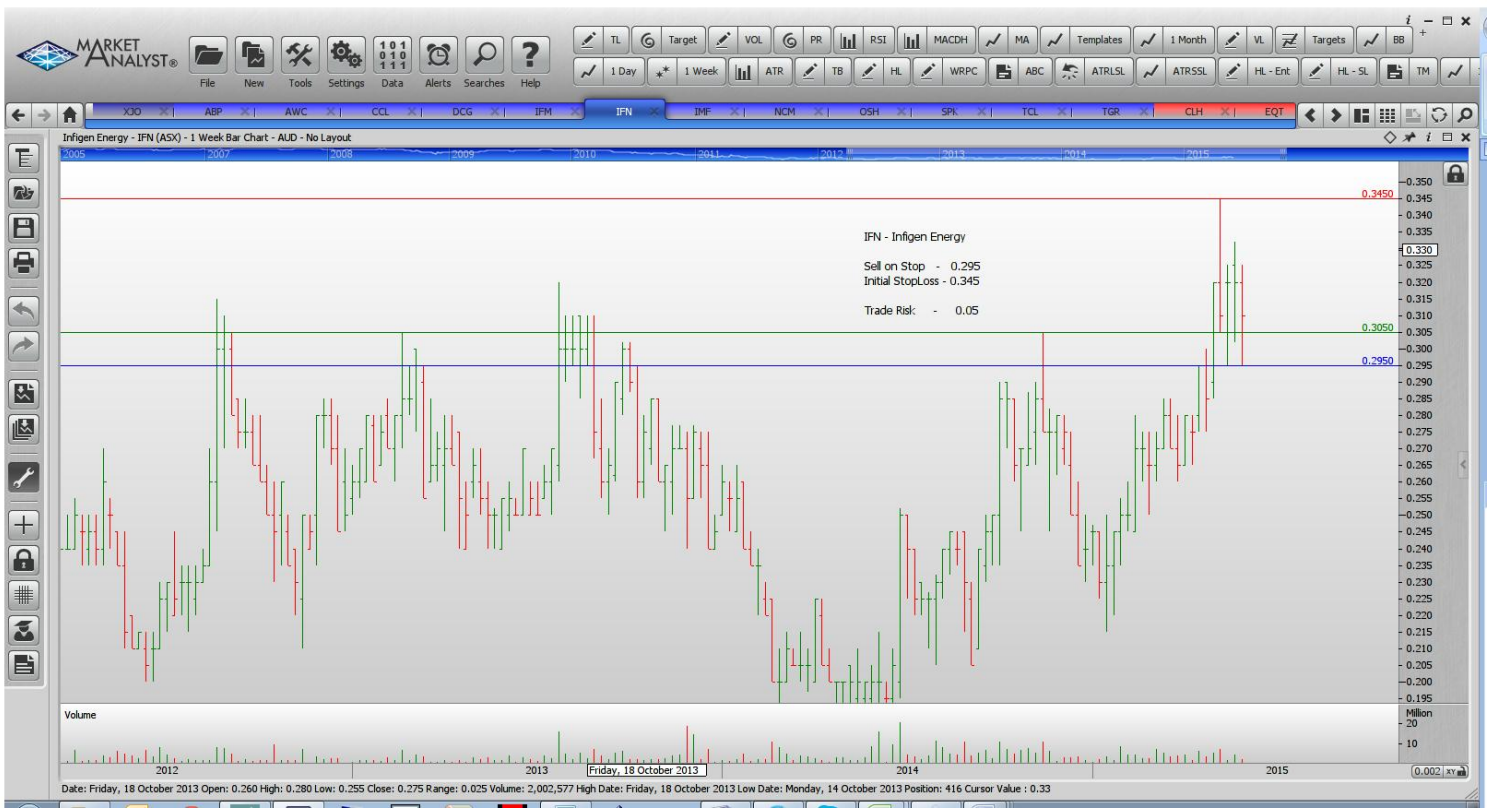 i
MARKET ANALYST®
File New Tools Settings Data Alerts Searches Help
101 010 111
TL Target VOL PR RSI MACDH MA Templates 1 Month VL Targets BB
1 Day 1 Week ATR TB HL WRPC ABC ATRLSL ATRSSL HL - Ent HL - SL TM
XJO ABP AWC CCL DCG IFM IFN IMF NCM OSH SPK TCL TGR CLH EQT
Infigen Energy - IFN (ASX) - 1 Week Bar Chart - AUD - No Layout
2005 2007 2008 2009 2010 2011 2012 2013 2014 2015
0.350
0.3450 0.345
0.340
IFN - Infigen Energy
0.335
0.330
Sell on Stop - 0.295
0.325
Initial StopLoss - 0.345
0.320
0.315
Trade Risk - 0.05
0.310
0.3050 0.305
0.300
0.2950 0.295
0.290
0.285
0.280
0.275
0.270
0.265
0.260
0.255
0.250
0.245
0.240
0.235
0.230
0.225
0.220
0.215
0.210
0.205
0.200
0.195
Volume
Million
20
10
2012 2013 Friday, 18 October 2013 2014 2015 0.002 XY
Date: Friday, 18 October 2013 Open: 0.260 High: 0.280 Low: 0.255 Close: 0.275 Range: 0.025 Volume: 2,002,577 High Date: Friday, 18 October 2013 Low Date: Monday, 14 October 2013 Position: 416 Cursor Value : 0.33